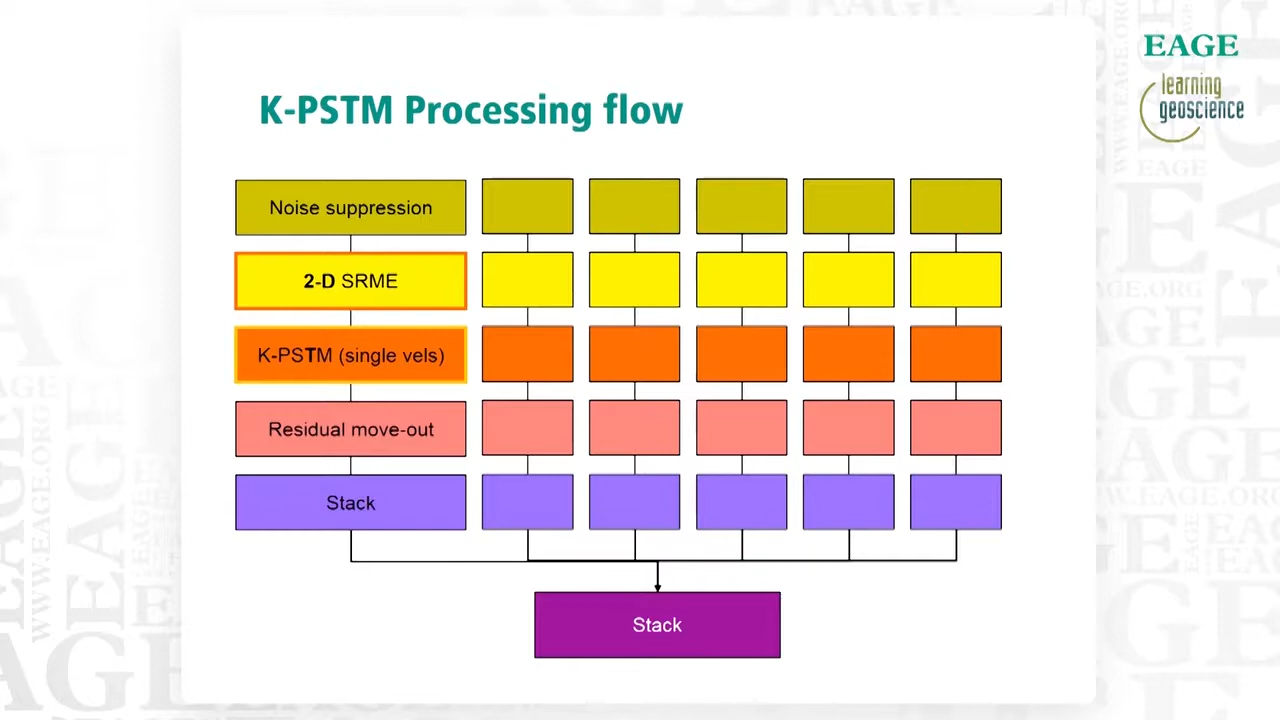 EAGE
learning
geoscience
K-PSTM Processing flow
Noise suppression
2-D SRME
K-PSTM (single vels)
Residual move-out
Stack
Stack